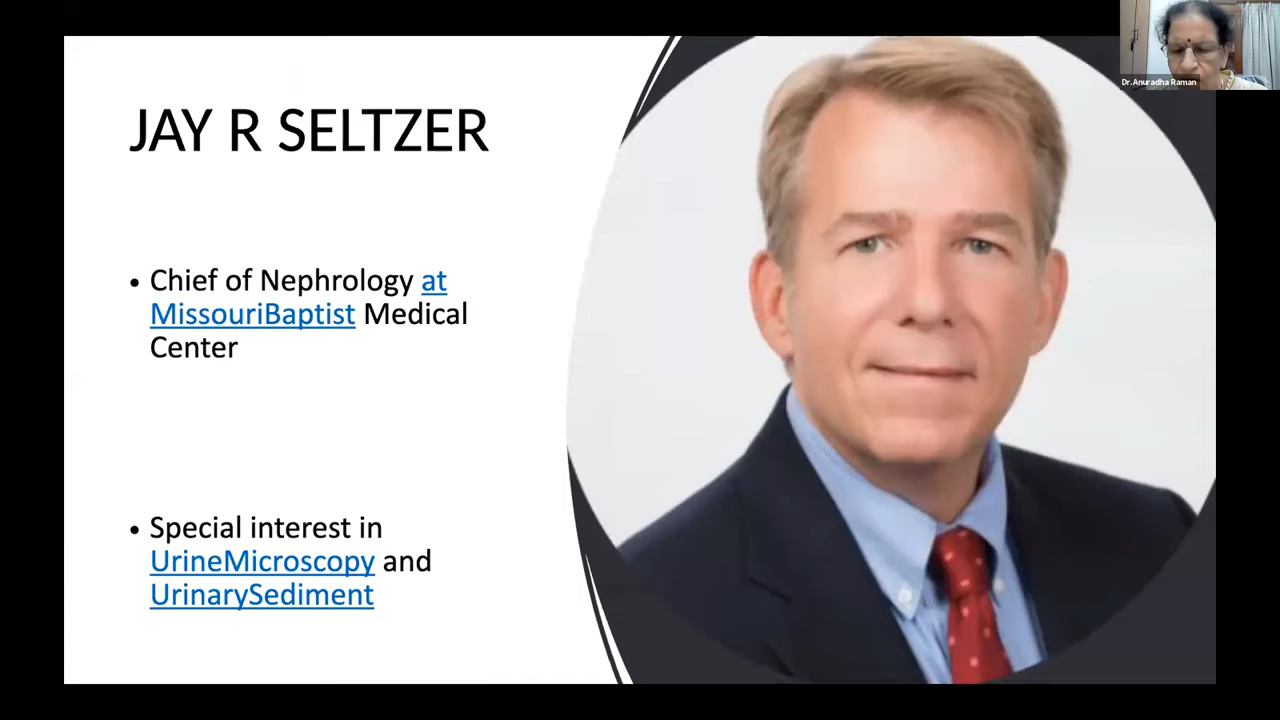 JAY R SELTZER
• Chief of Nephrology at
MissouriBaptist Medical
Center
• Special interest in
UrineMicroscopy and
UrinarySediment
Dr.Anuradha Raman